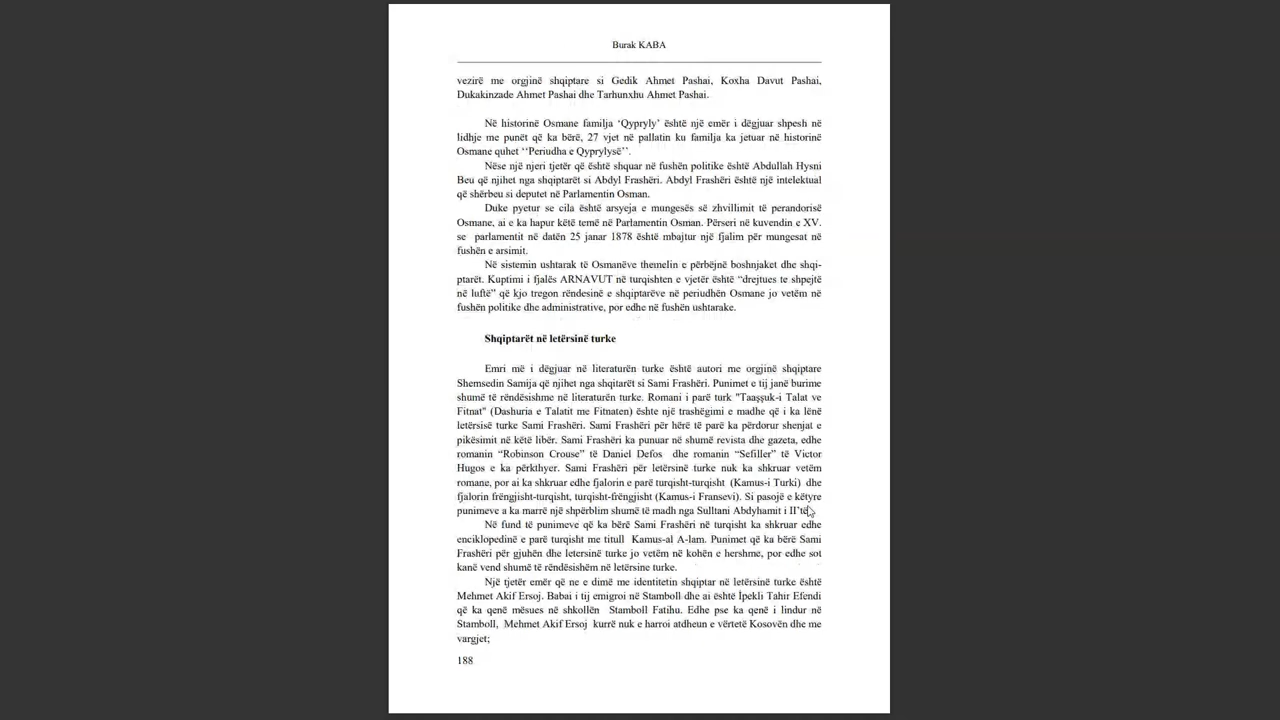 Burak KABA
vezirë me orgjinë shqiptare si Gedik Ahmet Pashai, Koxha Davut Pashai,
Dukakinzade Ahmet Pashai dhe Tarhunxhu Ahmet Pashai.
Në historinë Osmane familja ‘Qypryly’ është një emër i dëgjuar shpesh në
lidhje me punët që ka bërë, 27 vjet në pallatin ku familja ka jetuar në historinë
Osmane quhet ‘‘Periudha e Qyprylysë’’.
Nëse një njeri tjetër që është shquar në fushën politike është Abdullah Hysni
Beu që njihet nga shqiptarët si Abdyl Frashëri. Abdyl Frashëri është një intelektual
që shërbeu si deputet në Parlamentin Osman.
Duke pyetur se cila është arsyeja e mungesës së zhvillimit të perandorisë
Osmane, ai e ka hapur këtë temë në Parlamentin Osman. Përseri në kuvendin e XV.
se parlamentit në datën 25 janar 1878 është mbajtur një fjalim për mungesat në
fushën e arsimit.
Në sistemin ushtarak të Osmanëve themelin e përbëjnë boshnjaket dhe shqi-
ptarët. Kuptimi i fjalës ARNAVUT në turqishten e vjetër është “drejtues te shpejtë
në luftë” që kjo tregon rëndesinë e shqiptarëve në periudhën Osmane jo vetëm në
fushën politike dhe administrative, por edhe në fushën ushtarake.
Shqiptarët në letërsinë turke
Emri më i dëgjuar në literaturën turke është autori me orgjinë shqiptare
Shemsedin Samija që njihet nga shqitarët si Sami Frashëri. Punimet e tij janë burime
shumë të rëndësishme në literaturën turke. Romani i parë turk "Taaşşuk-i Talat ve
Fitnat" (Dashuria e Talatit me Fitnaten)ështe një trashëgimi e madhe që i ka lënë
letërsisë turke Sami Frashëri. Sami Frashëri për hërë të parë ka përdorur shenjat e
pikësimit në këtë libër. Sami Frashëri ka punuar në shumë revista dhe gazeta, edhe
romanin “Robinson Crouse” të Daniel Defos dhe romanin “Sefiller” të Victor
Hugos e ka përkthyer. Sami Frashëri për letërsinë turke nuk ka shkruar vetëm
romane, por ai ka shkruar edhe fjalorin e parë turqisht-turqisht (Kamus-i Turki) dhe
fjalorin frëngjisht-turqisht, turqisht-frëngjisht (Kamus-i Fransevi). Si pasojë e këtyre
punimeve a ka marrë një shpërblim shumë të madh nga Sulltani Abdyhamit i II’të.
Në fund të punimeve që ka bërë Sami Frashëri në turqisht ka shkruar edhe
enciklopedinë e parë turqisht me titull Kamus-al A-lam. Punimet që ka bërë Sami
Frashëri për gjuhën dhe letersinë turke jo vetëm në kohën e hershme, por edhe sot
kanë vend shumë të rëndësishëm në letërsine turke.
Një tjetër emër që ne e dimë me identitetin shqiptar në letërsinë turke është
Mehmet Akif Ersoj. Babai i tij emigroi në Stamboll dhe ai është İpekli Tahir Efendi
që ka qenë mësues në shkollën Stamboll Fatihu. Edhe pse ka qenë i lindur në
Stamboll, Mehmet Akif Ersoj kurrë nuk e harroi atdheun e vërtetë Kosovën dhe me
vargjet;
188